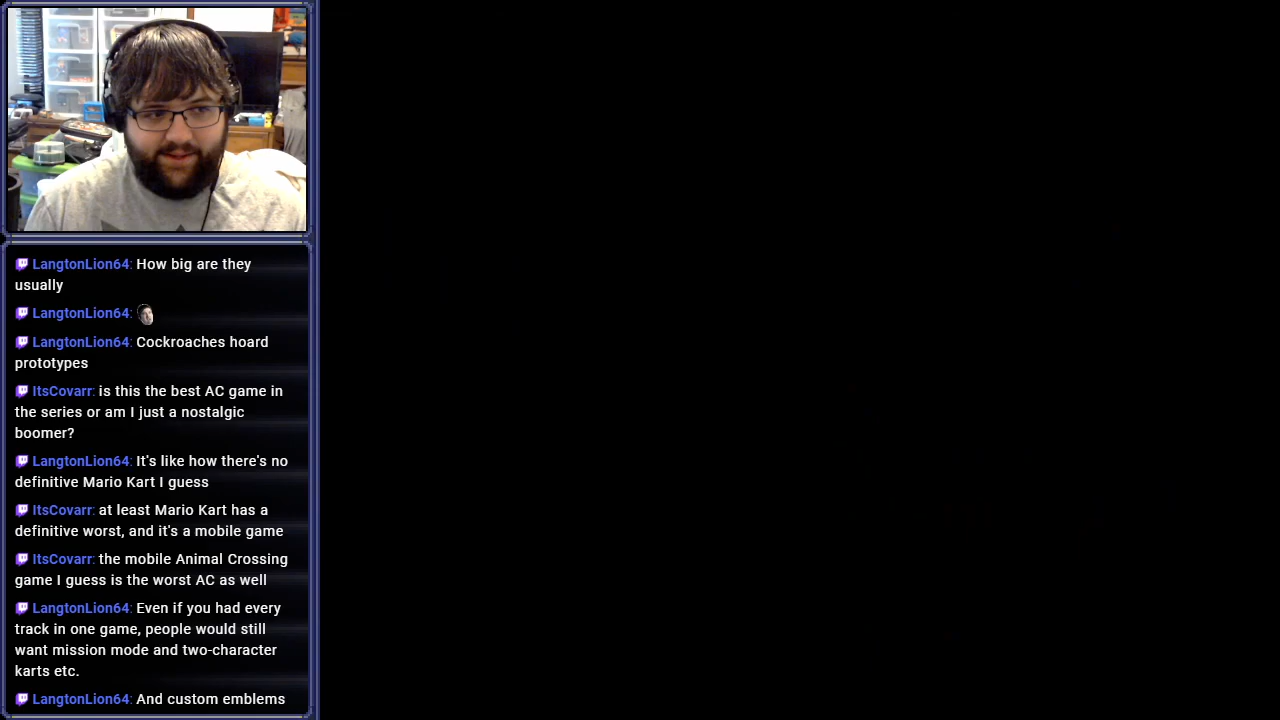 LangtonLion64: How big are they
usually
LangtonLion64:
LangtonLion64: Cockroaches hoard
prototypes
ItsCovarr: is this the best AC game in
the series or am I just a nostalgic
boomer?
LangtonLion64: It's like how there's no
definitive Mario Kart I guess
ItsCovarr: at least Mario Kart has a
definitive worst, and it's a mobile game
ItsCovarr: the mobile Animal Crossing
game I guess is the worst AC as well
LangtonLion64: Even if you had every
track in one game, people would still
want mission mode and two-character
karts etc.
LangtonLion64: And custom emblems